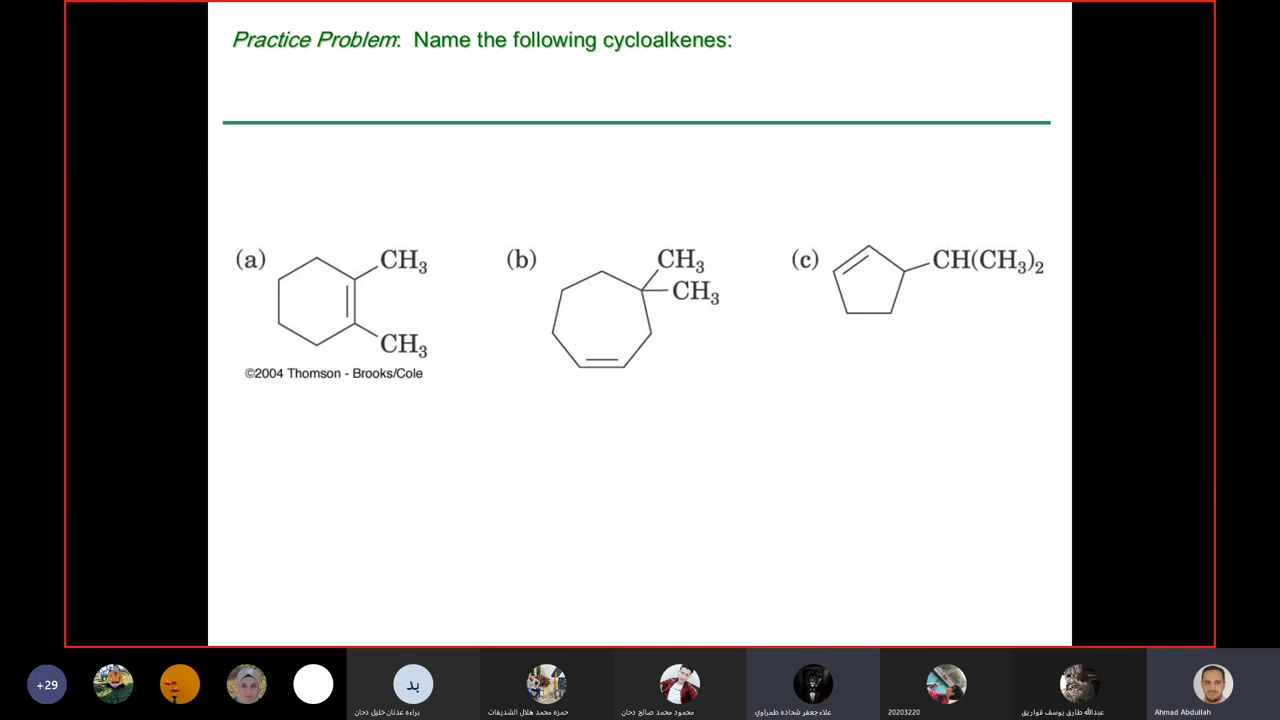 Practice Problem: Name the following cycloalkenes:
(a) CH3 CH3
(b) CH3 CH3
(c) CH(CH3)2
©2004 Thomson - Brooks/Cole
+29
بد
براءة عدنان خليل دحان
حمزه محمد هلال الشديفات
محمود محمد صالح دحان
علاء جعفر شحاده طمراوي
20203220
عبدالله طارق يوسف قواريق
Ahmad Abdullah